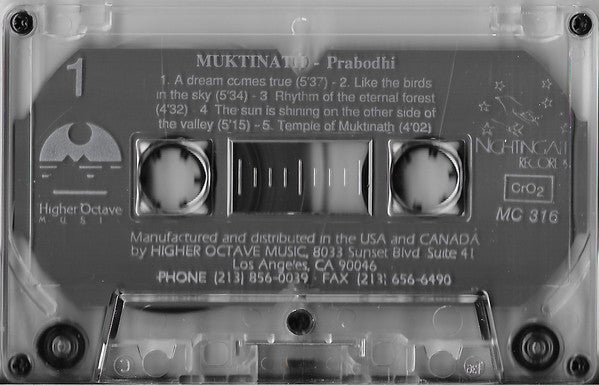 MUKTINATH - Prabodhi
1
1. A dream comes true (5'37) - 2. Like the birds
in the sky (5'34) - 3 Rhythm of the eternal forest
(4'32) - 4 The sun is shining on the other side of
the valley (5'15) - 5. Temple of Muktinath (4'02)
Higher Octave
MUSIC
NIGHTINGALE
RECORDS
CrO2
MC 316
Manufactured and distributed in the USA and CANADA
by HIGHER OCTAVE MUSIC, 8033 Sunset Blvd Suite 41
Los Angeles, CA 90046
PHONE (213) 856-0039 FAX (213) 656-6490